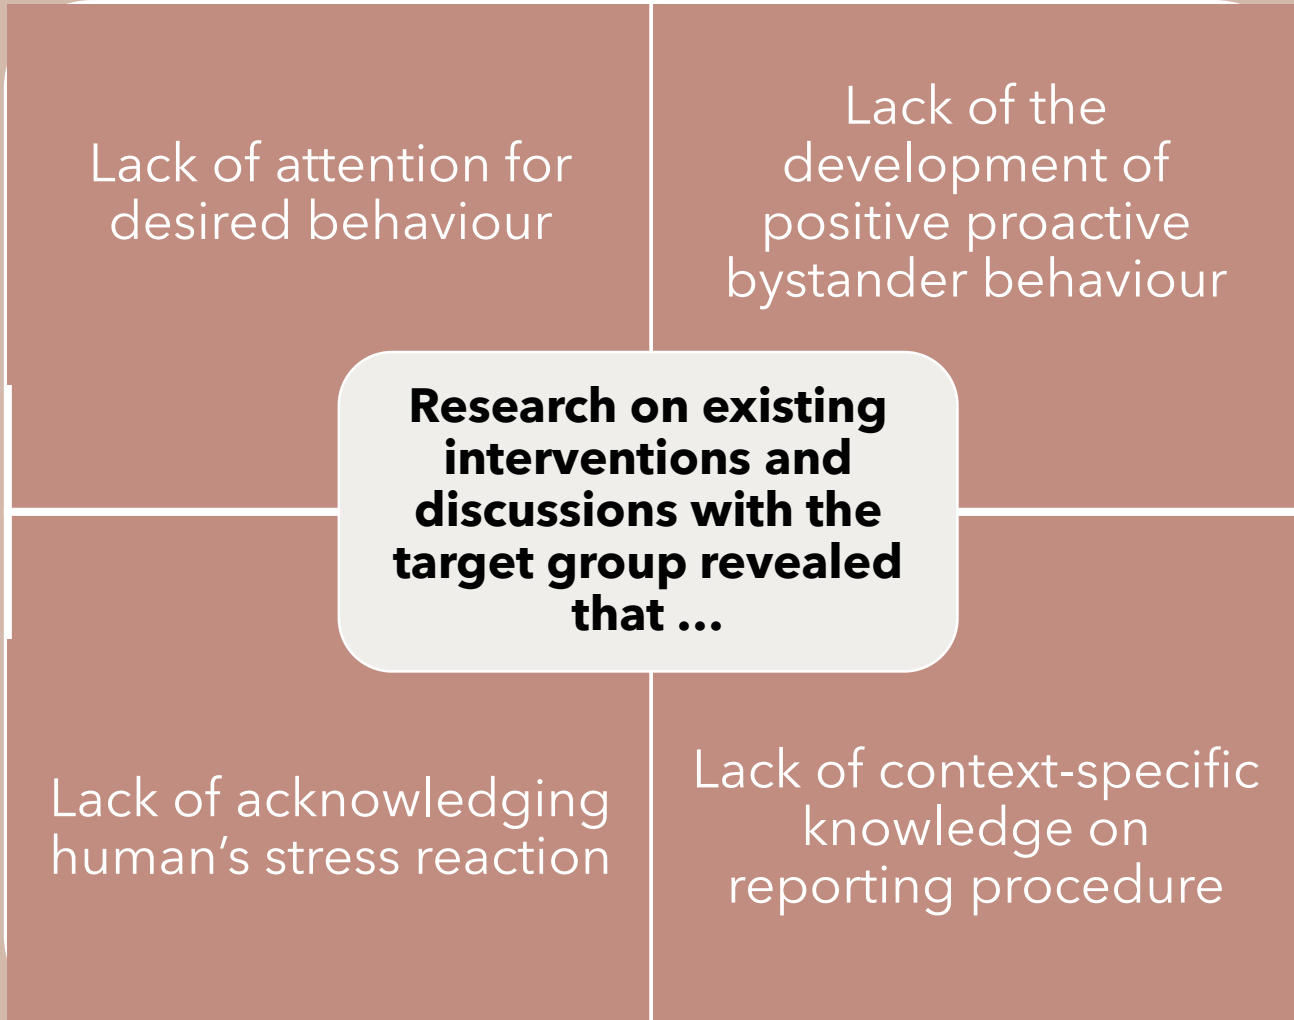 Lack of attention for
desired behaviour
Lack of the
development of
positive proactive
bystander behaviour
Research on existing
interventions and
discussions with the
target group revealed
that …
Lack of acknowledging
human’s stress reaction
Lack of context-specific
knowledge on
reporting procedure